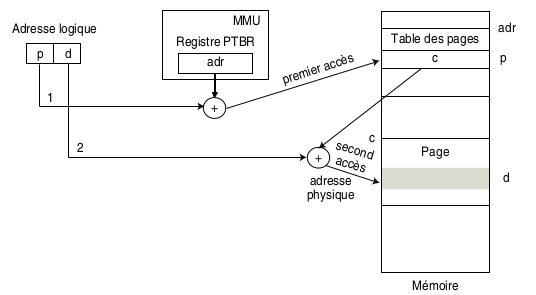 Adresse logique
p d
MMU
Registre PTBR
adr
adr
Table des pages
c
p
premier accès
1
+
2
+
c
second
accès
Page
d
adresse
physique
Mémoire